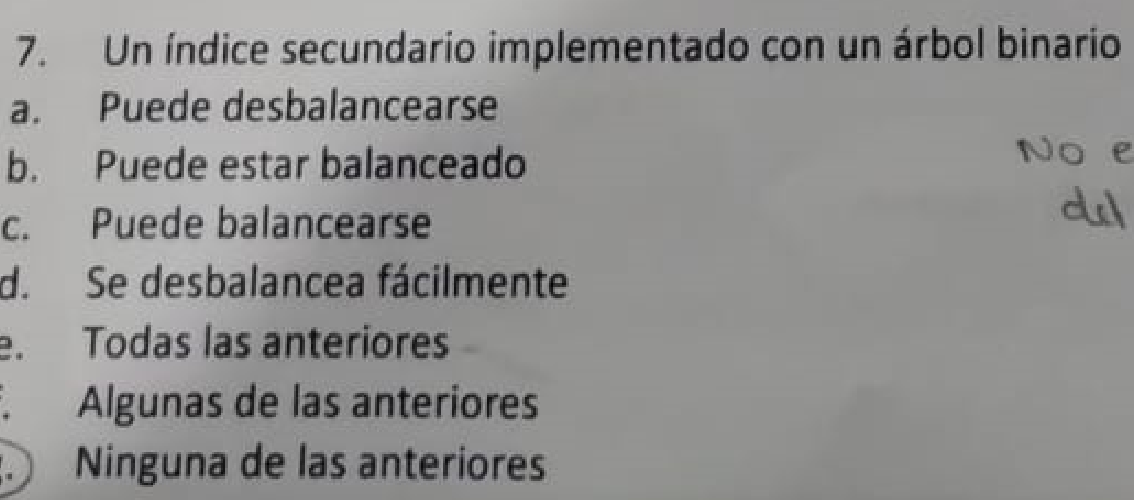 7. Un índice secundario implementado con un árbol binario
a. Puede desbalancearse
b. Puede estar balanceado
No e
c. Puede balancearse
del
d. Se desbalancea fácilmente
e. Todas las anteriores
. Algunas de las anteriores
. Ninguna de las anteriores